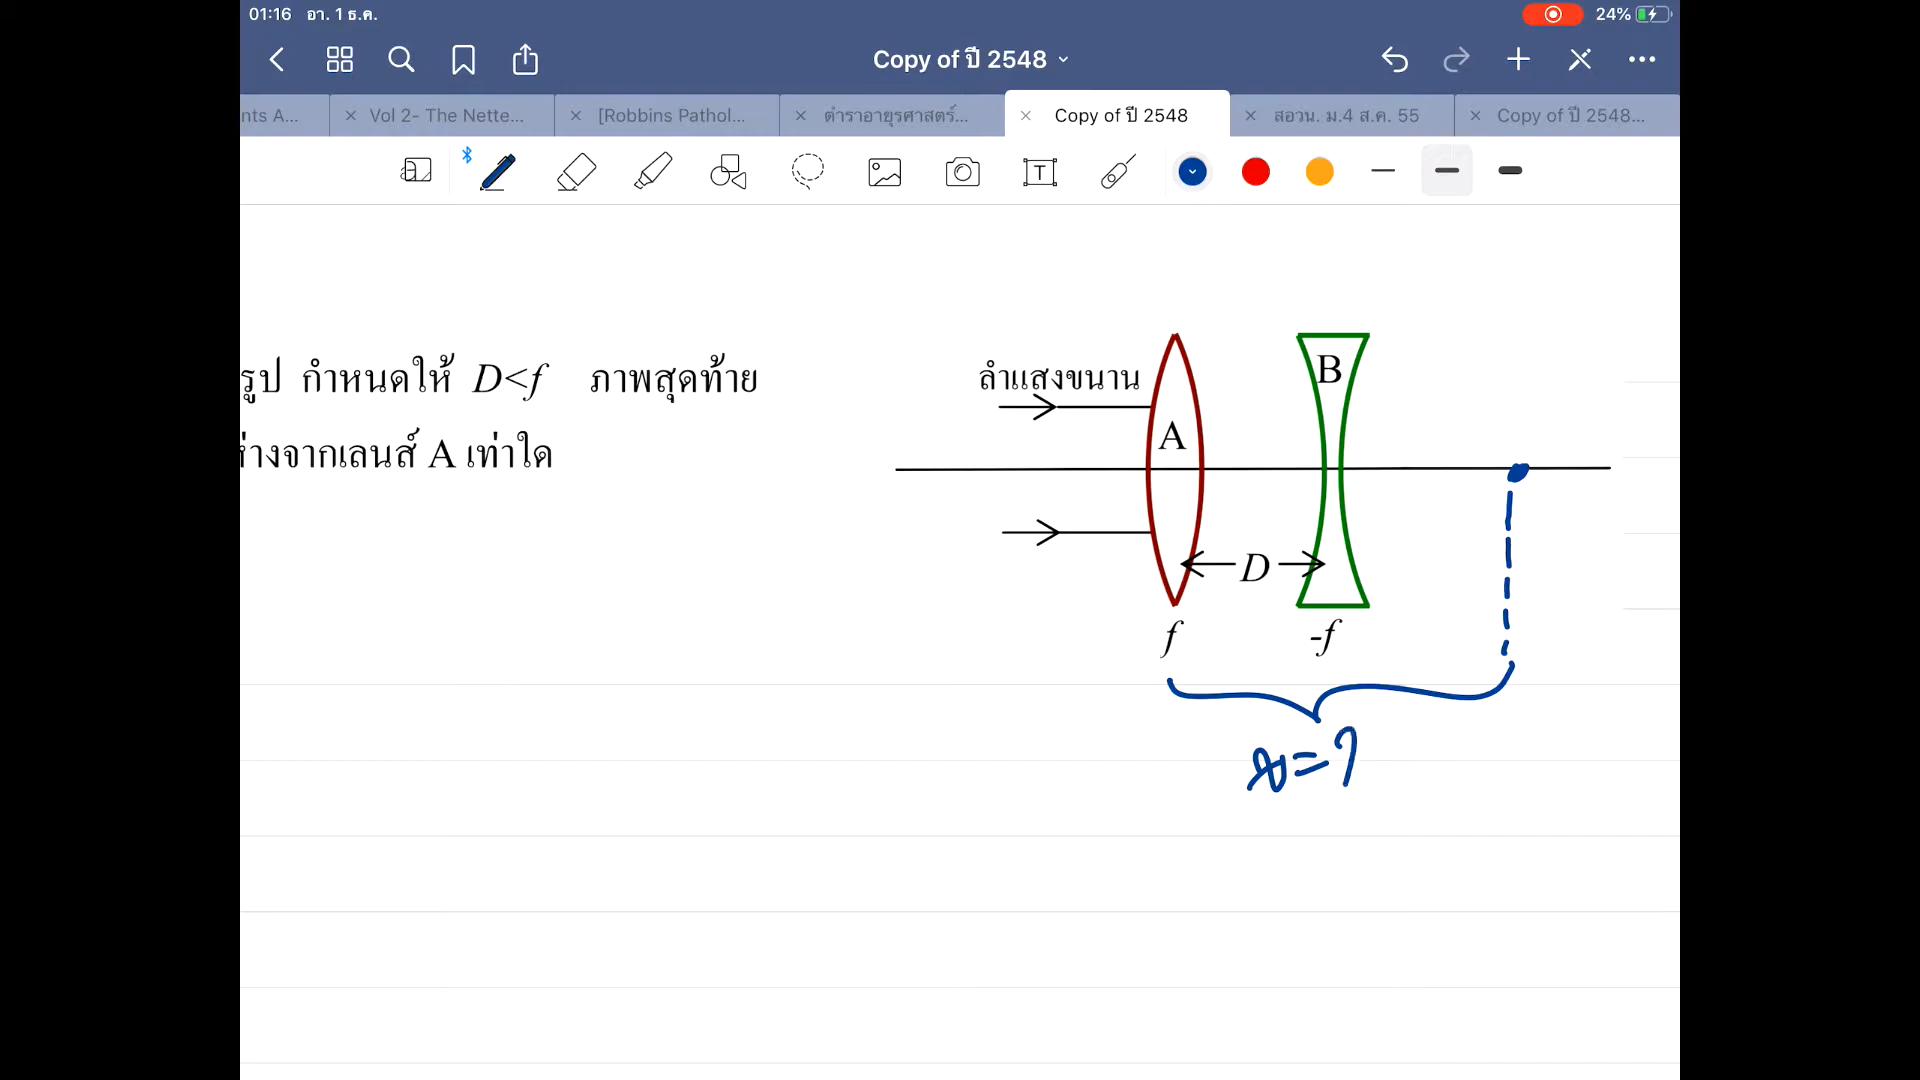 01:16 อา. 1 ธ.ค.
24%
Copy of ปี 2548
nts A...
Vol 2- The Nette...
[Robbins Pathol...
ตำราอายุรศาสตร์...
Copy of ปี 2548
สอวน. ม.4 ส.ค. 55
Copy of ปี 2548...
รูป กำหนดให้ D<f ภาพสุดท้าย
ห่างจากเลนส์ A เท่าใด
ลำแสงขนาน
A
B
D
f
-f
x=?